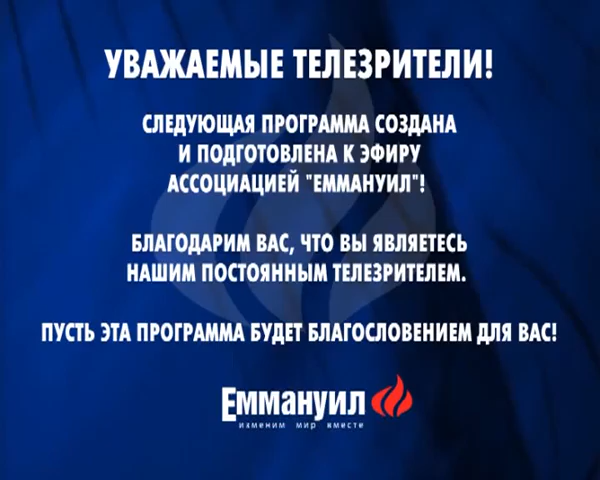 УВАЖАЕМЫЕ ТЕЛЕЗРИТЕЛИ!
СЛЕДУЮЩАЯ ПРОГРАММА СОЗДАНА
И ПОДГОТОВЛЕНА К ЭФИРУ
АССОЦИАЦИЕЙ "ЕММАНУИЛ"!
БЛАГОДАРИМ ВАС, ЧТО ВЫ ЯВЛЯЕТЕСЬ
НАШИМ ПОСТОЯННЫМ ТЕЛЕЗРИТЕЛЕМ.
ПУСТЬ ЭТА ПРОГРАММА БУДЕТ БЛАГОСЛОВЕНИЕМ ДЛЯ ВАС!
Еммануил
изменим мир вместе